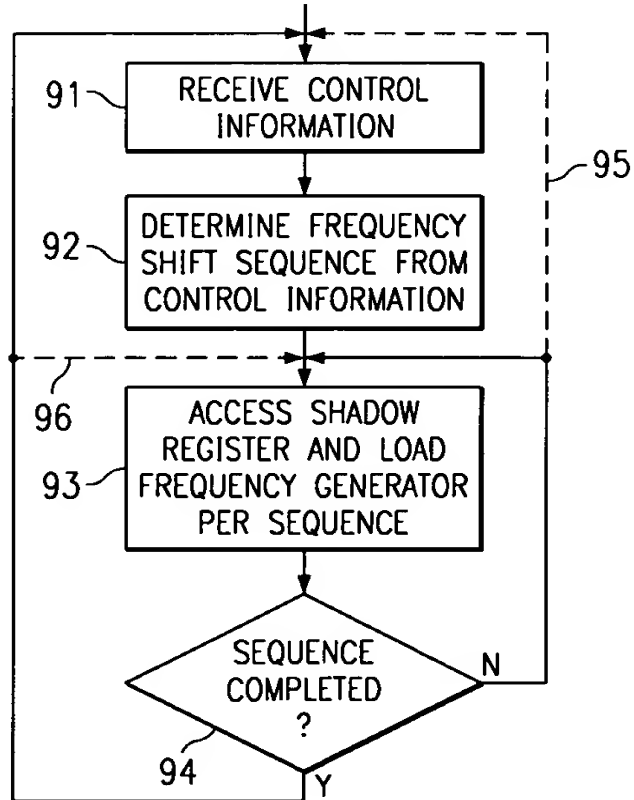 91
RECEIVE CONTROL
INFORMATION
95
92
DETERMINE FREQUENCY
SHIFT SEQUENCE FROM
CONTROL INFORMATION
96
93
ACCESS SHADOW
REGISTER AND LOAD
FREQUENCY GENERATOR
PER SEQUENCE
SEQUENCE
COMPLETED
?
N
94
Y